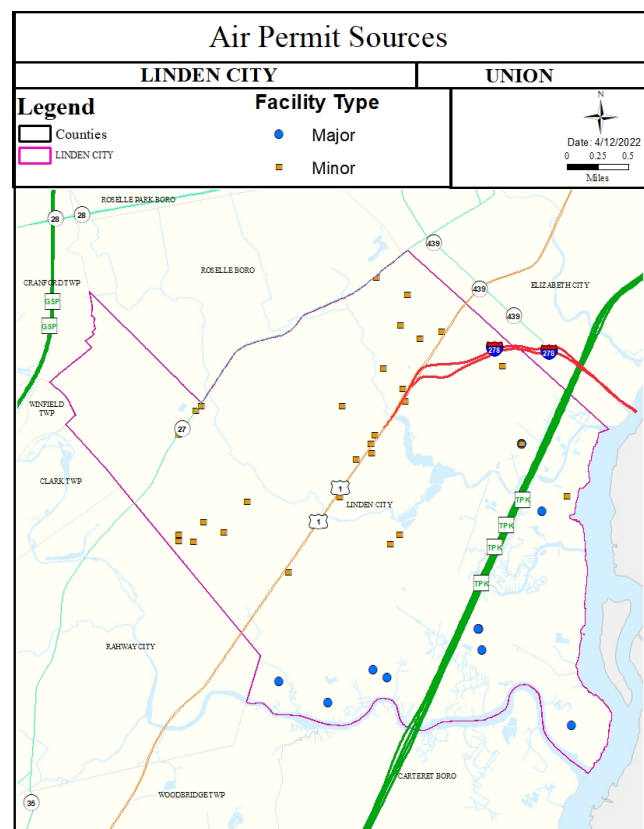 Air Permit Sources
LINDEN CITY
UNION
Legend
Counties
LINDEN CITY
Facility Type
Major
Minor
N
Date: 4/12/2022
0 0.25 0.5
Miles
ROSELLE PARK BORO
28
28
439
ROSELLE BORO
CRANFORD TWP
ELIZABETH CITY
439
GSP
439
GSP
278
278
WINFIELD
TWP
27
CLARK TWP
1
TPK
LINDEN CITY
1
TPK
TPK
TPK
RAHWAY CITY
CARTERET BORO
WOODBRIDGE TWP
35